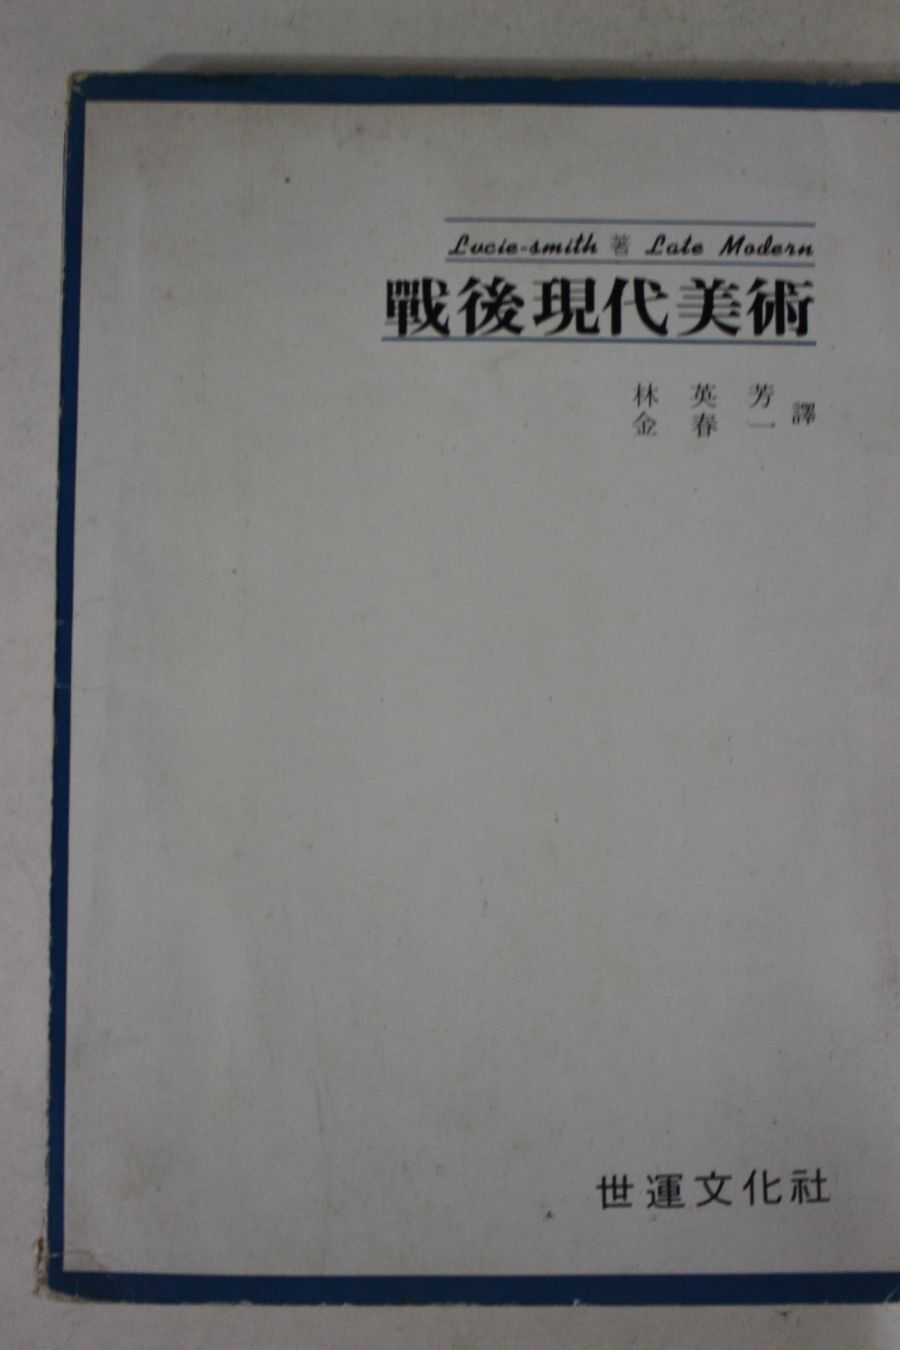 Lucie-smith 著 Late Modern
戰後現代美術
林英芳
金春一 譯
世運文化社